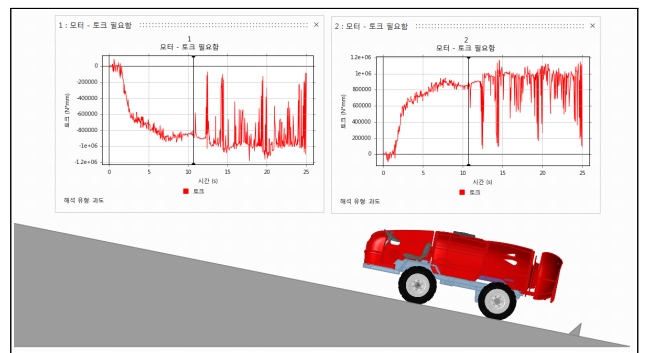 1 : 모터 - 토크 필요함
1
모터 - 토크 필요함
0
-200000
-400000
-600000
-800000
-1e+06
-1.2e+06
토크 (N*mm)
0 5 10 15 20 25
시간 (s)
토크
해석 유형 과도
2 : 모터 - 토크 필요함
2
모터 - 토크 필요함
1.2e+06
1e+06
800000
600000
400000
200000
0
토크 (N*mm)
0 5 10 15 20 25
시간 (s)
토크
해석 유형 과도